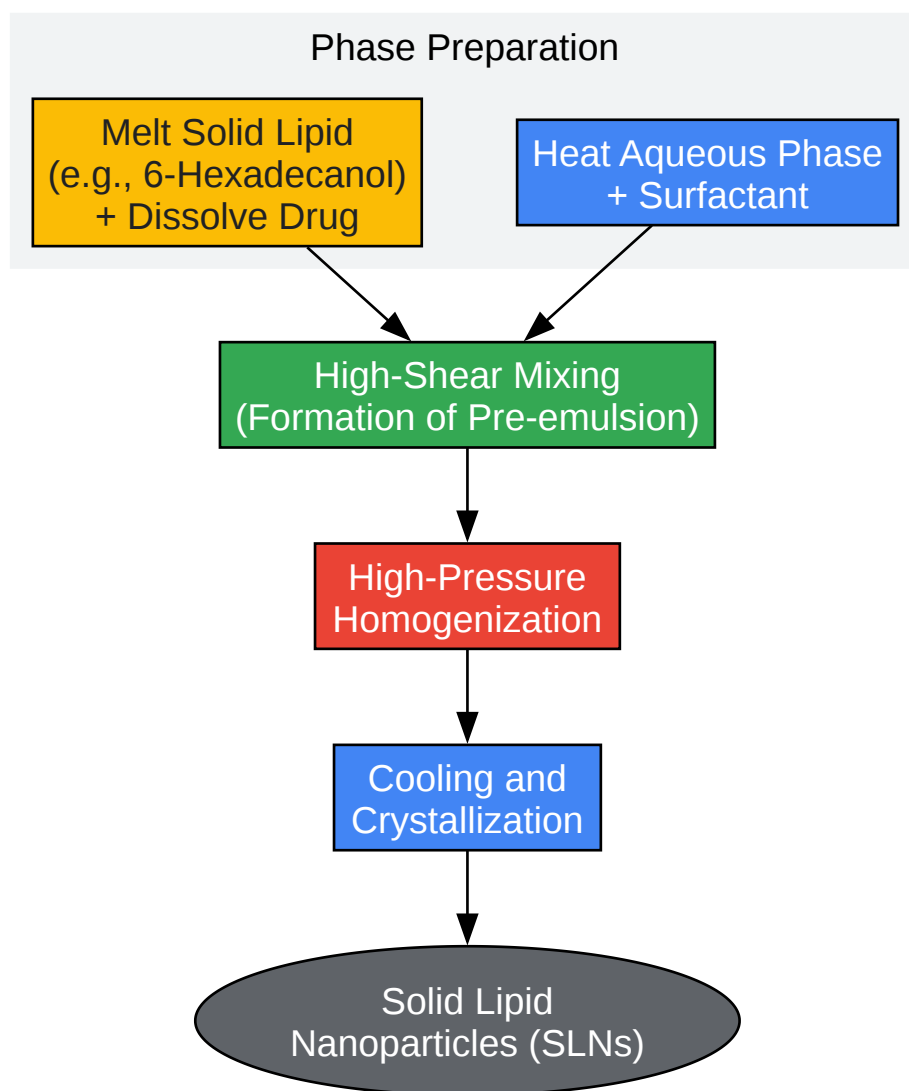 Phase Preparation
Melt Solid Lipid
(e.g., 6-Hexadecanol)
+ Dissolve Drug
Heat Aqueous Phase
+ Surfactant
High-Shear Mixing
(Formation of Pre-emulsion)
High-Pressure
Homogenization
Cooling and
Crystallization
Solid Lipid
Nanoparticles (SLNs)